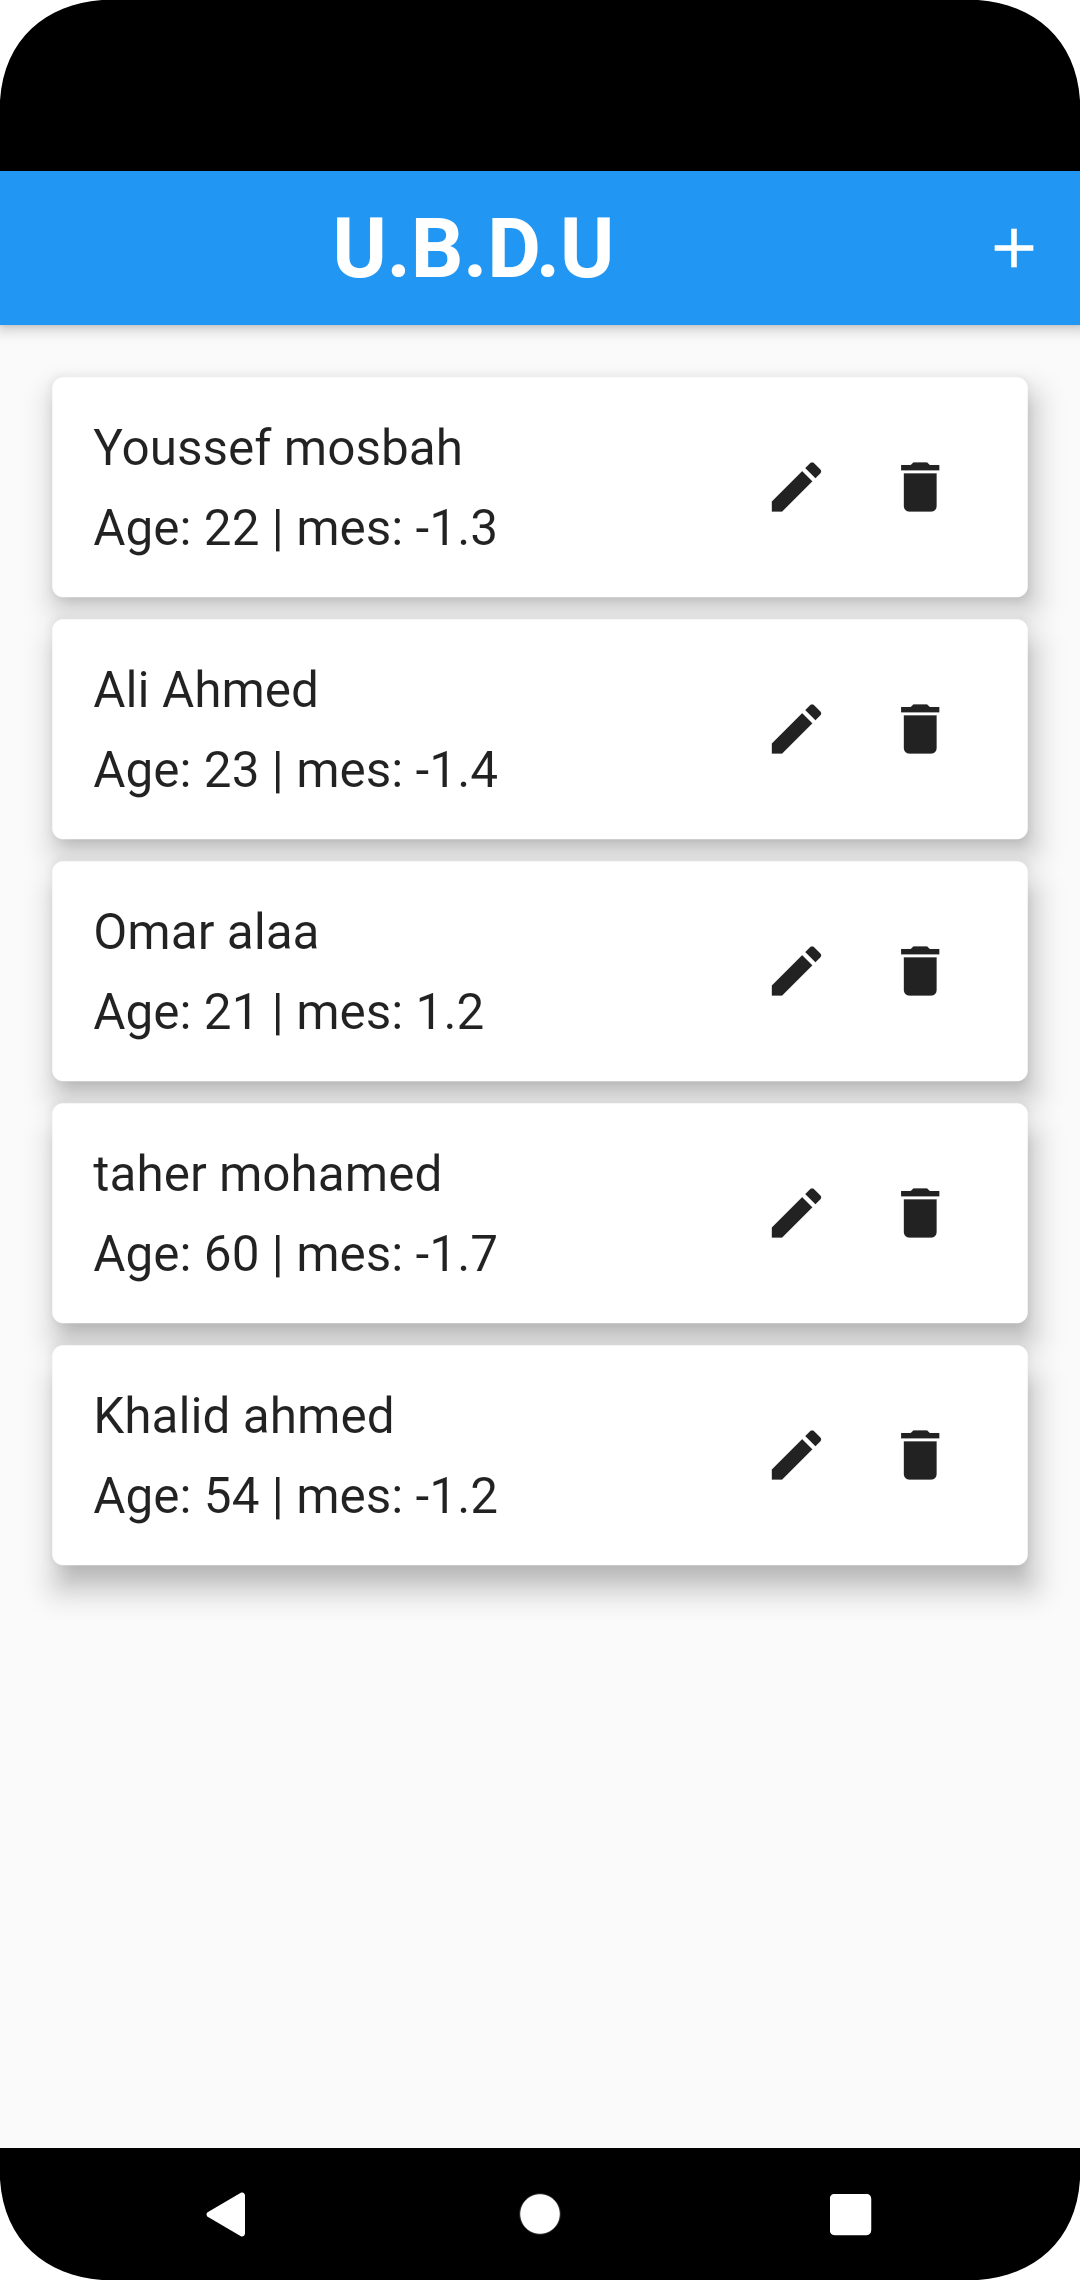 U.B.D.U
Youssef mosbah
Age: 22 | mes: -1.3
Ali Ahmed
Age: 23 | mes: -1.4
Omar alaa
Age: 21 | mes: 1.2
taher mohamed
Age: 60 | mes: -1.7
Khalid ahmed
Age: 54 | mes: -1.2